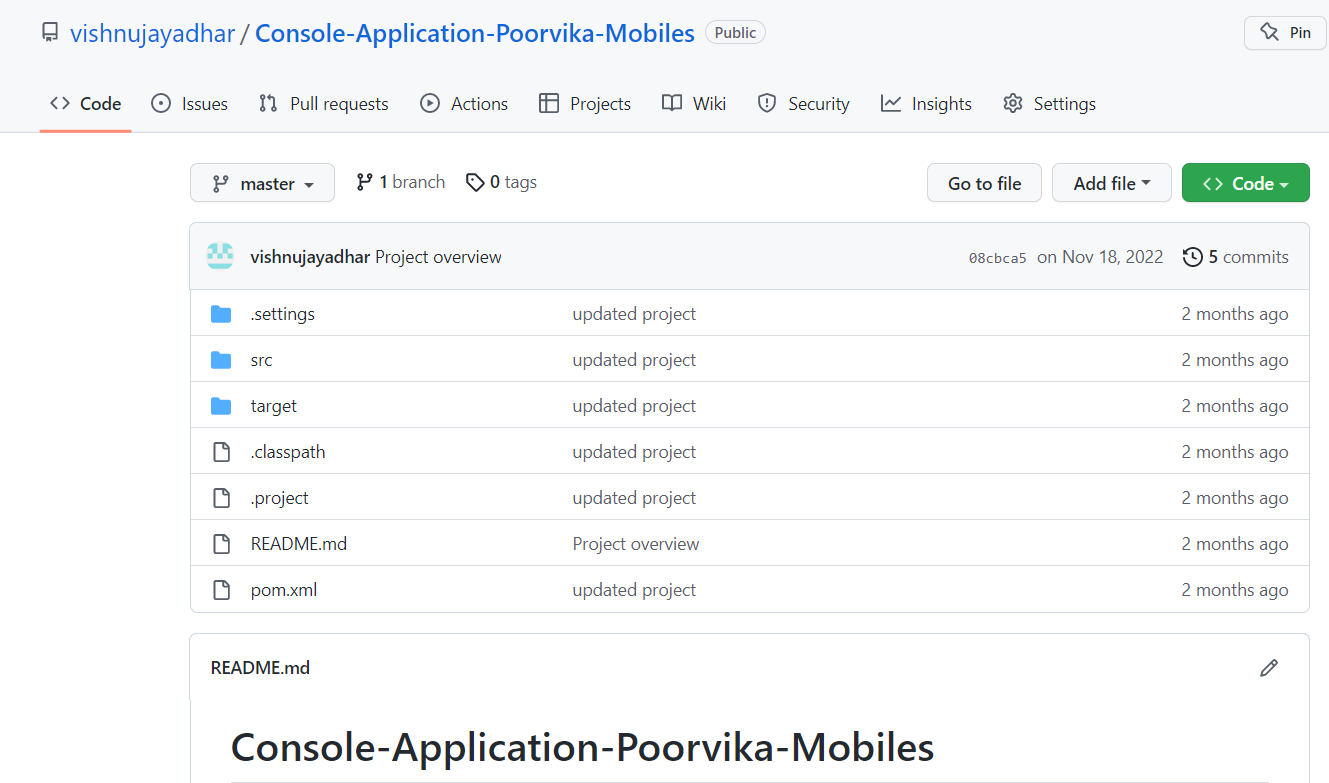 vishnujayadhar / Console-Application-Poorvika-Mobiles Public Pin
Code Issues Pull requests Actions Projects Wiki Security Insights Settings
master 1 branch 0 tags Go to file Add file Code
vishnujayadhar Project overview 08cbca5 on Nov 18, 2022 5 commits
.settings updated project 2 months ago
src updated project 2 months ago
target updated project 2 months ago
.classpath updated project 2 months ago
.project updated project 2 months ago
README.md Project overview 2 months ago
pom.xml updated project 2 months ago
README.md
Console-Application-Poorvika-Mobiles